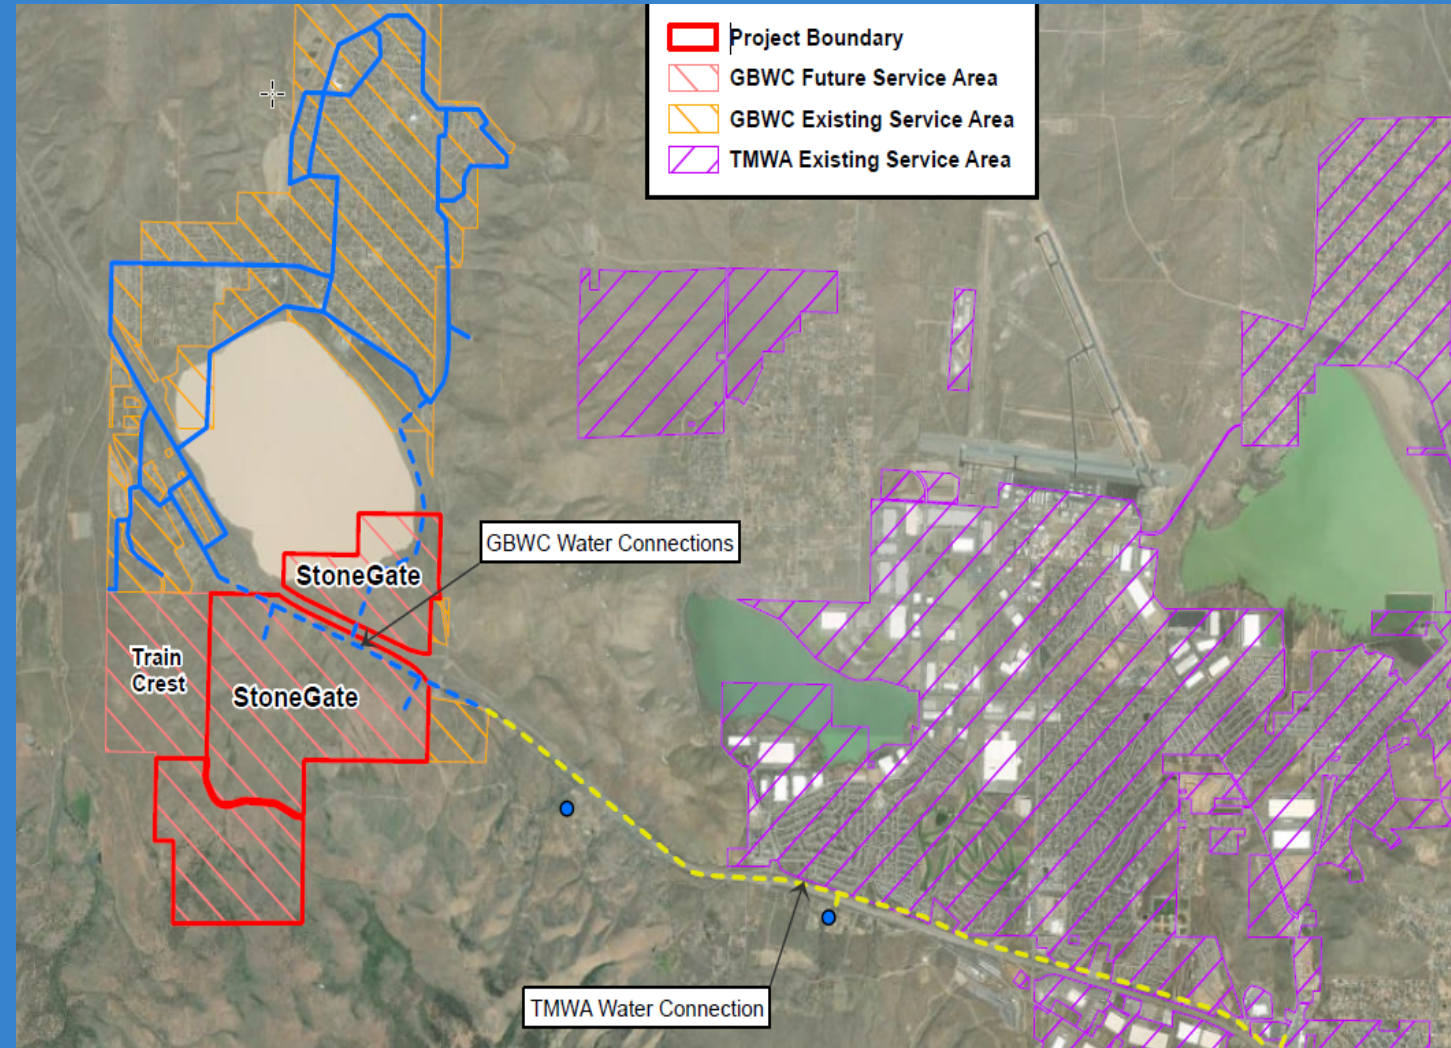 Project Boundary
GBWC Future Service Area
GBWC Existing Service Area
TMWA Existing Service Area
GBWC Water Connections
StoneGate
Train
Crest
StoneGate
TMWA Water Connection